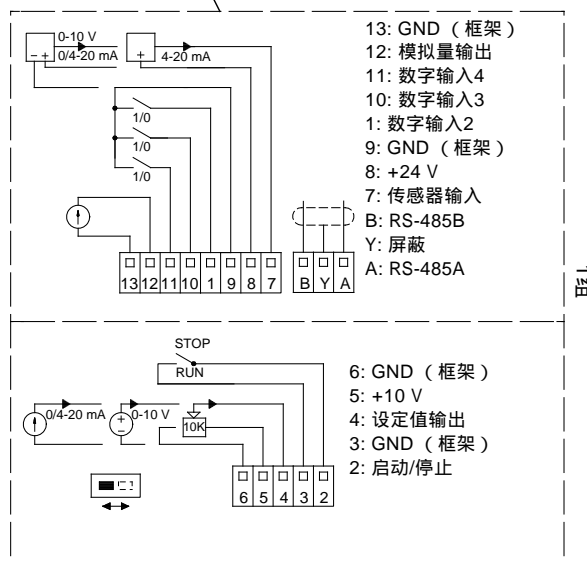 0-10 V
0/4-20 mA
- +
+
4-20 mA
1/0
1/0
1/0
13 12 11 10 1 9 8 7
B Y A
13: GND （框架）
12: 模拟量输出
11: 数字输入4
10: 数字输入3
1: 数字输入2
9: GND （框架）
8: +24 V
7: 传感器输入
B: RS-485B
Y: 屏蔽
A: RS-485A
STOP
RUN
0/4-20 mA
+
-
0-10 V
10K
6 5 4 3 2
6: GND （框架）
5: +10 V
4: 设定值输出
3: GND （框架）
2: 启动/停止